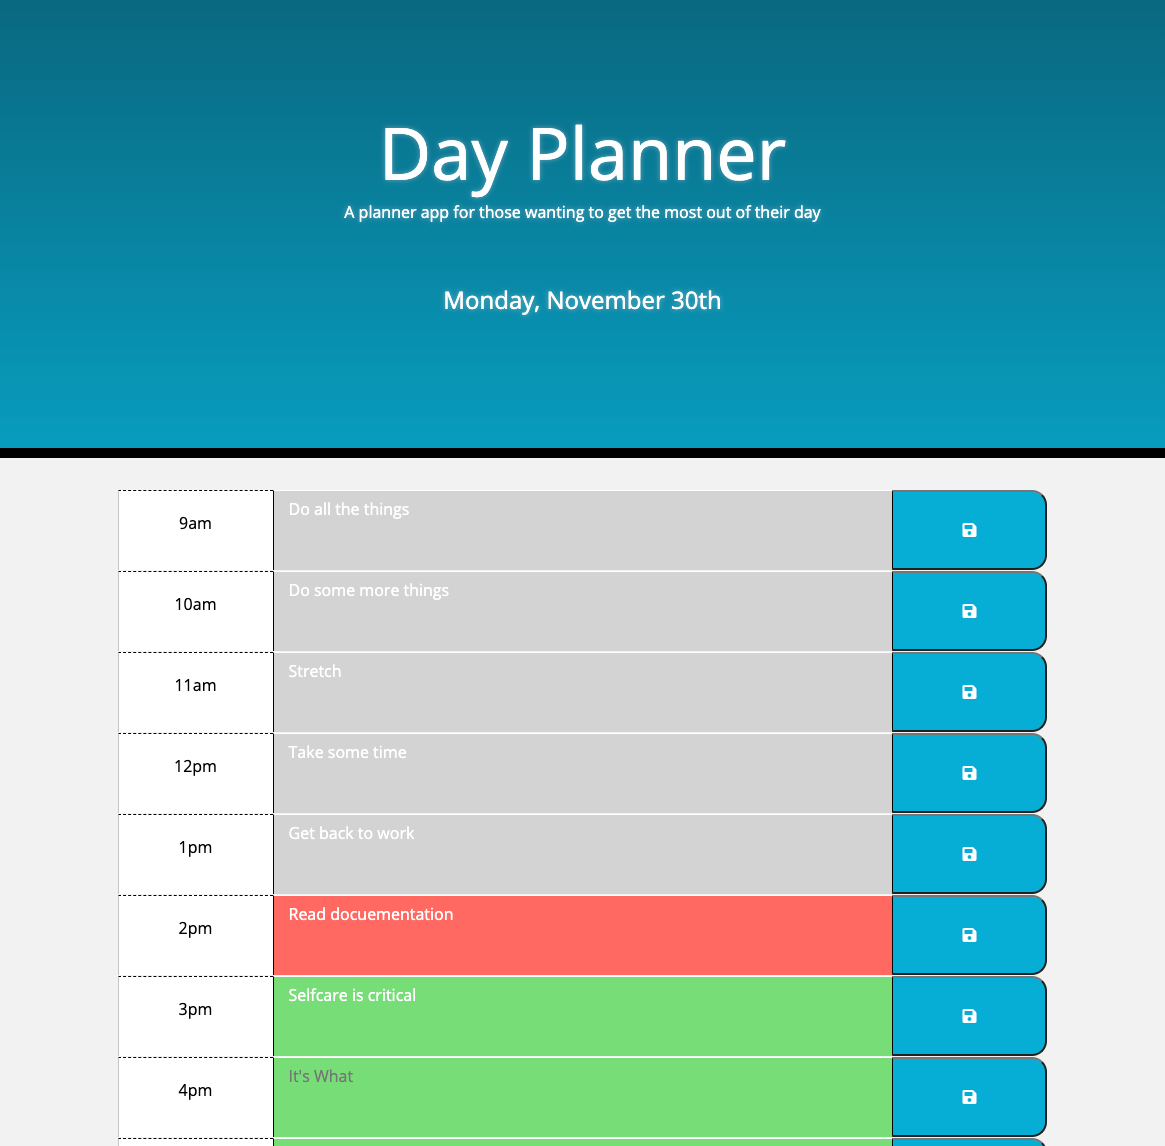 Day Planner
A planner app for those wanting to get the most out of their day
Monday, November 30th
9am
Do all the things
10am
Do some more things
11am
Stretch
12pm
Take some time
1pm
Get back to work
2pm
Read docuementation
3pm
Selfcare is critical
4pm
It's What